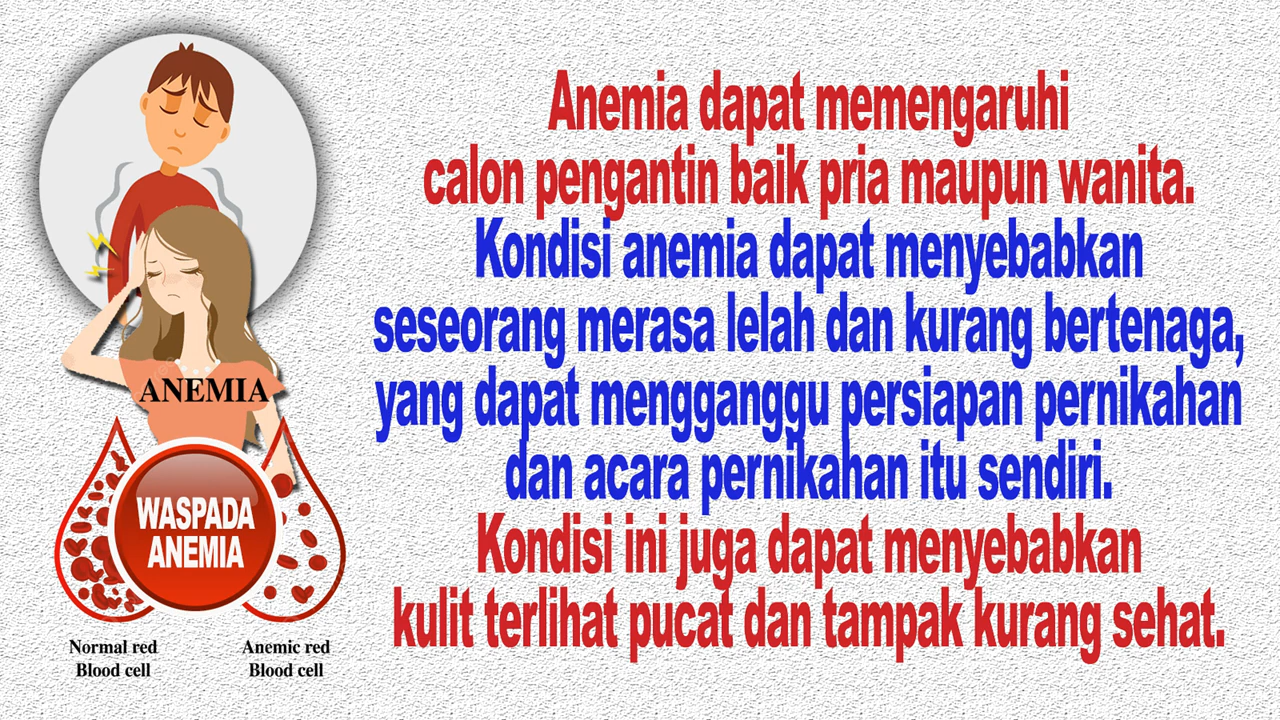 Anemia dapat memengaruhi
calon pengantin baik pria maupun wanita.
Kondisi anemia dapat menyebabkan
seseorang merasa lelah dan kurang bertenaga,
yang dapat mengganggu persiapan pernikahan
dan acara pernikahan itu sendiri.
Kondisi ini juga dapat menyebabkan
kulit terlihat pucat dan tampak kurang sehat.
ANEMIA
WASPADA
ANEMIA
Normal red
Blood cell
Anemic red
Blood cell